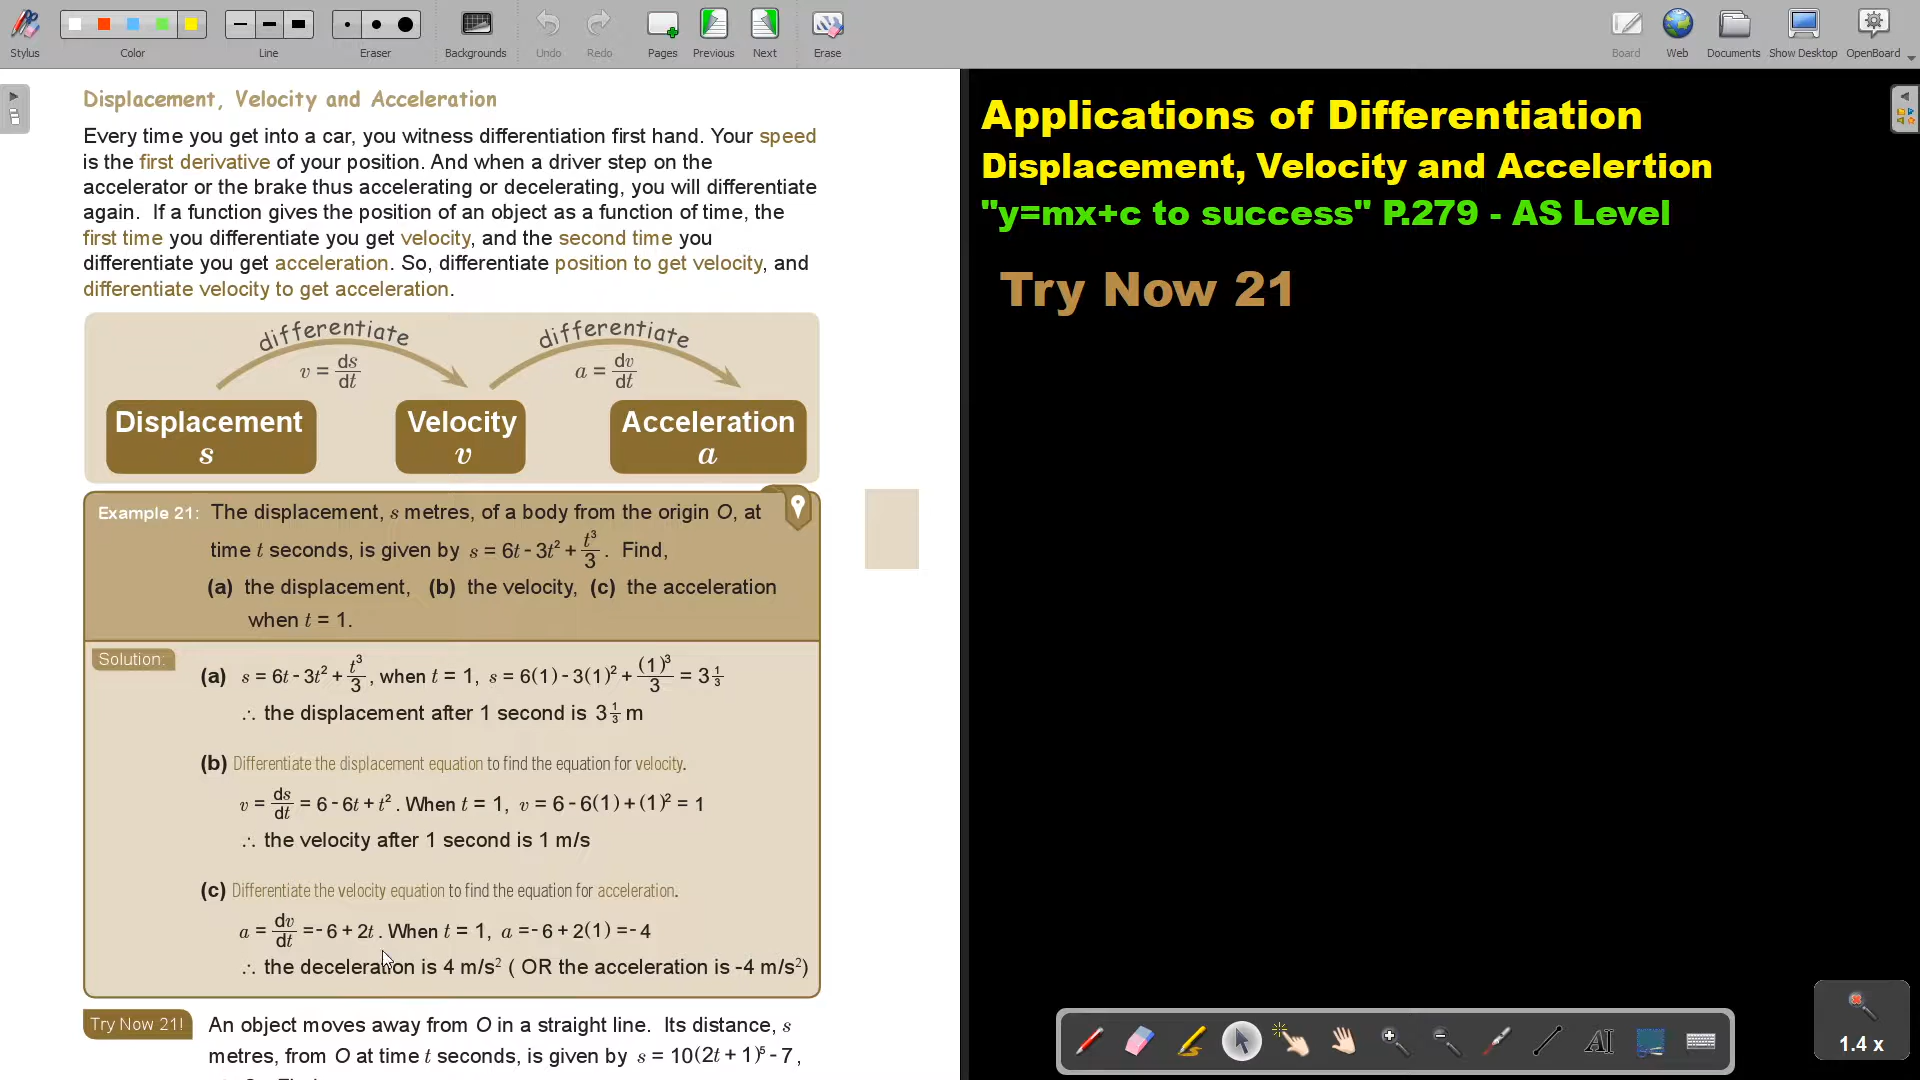 Stylus
Color
Line
Eraser
Backgrounds
Undo
Redo
Pages
Previous
Next
Erase
Board
Web
Documents
Show Desktop
OpenBoard
Displacement, Velocity and Acceleration
Every time you get into a car, you witness differentiation first hand. Your speed
is the first derivative of your position. And when a driver step on the
accelerator or the brake thus accelerating or decelerating, you will differentiate
again. If a function gives the position of an object as a function of time, the
first time you differentiate you get velocity, and the second time you
differentiate you get acceleration. So, differentiate position to get velocity, and
differentiate velocity to get acceleration.
differentiate
differentiate
v = ds/dt
a = dv/dt
Displacement
s
Velocity
v
Acceleration
a
Example 21: The displacement, s metres, of a body from the origin O, at
time t seconds, is given by s = 6t - 3t² + t³/3. Find,
(a) the displacement, (b) the velocity, (c) the acceleration
when t = 1.
Solution:
(a) s = 6t - 3t² + t³/3, when t = 1, s = 6(1) - 3(1)² + (1)³/3 = 3 1/3
∴ the displacement after 1 second is 3 1/3 m
(b) Differentiate the displacement equation to find the equation for velocity.
v = ds/dt = 6 - 6t + t². When t = 1, v = 6 - 6(1) + (1)² = 1
∴ the velocity after 1 second is 1 m/s
(c) Differentiate the velocity equation to find the equation for acceleration.
a = dv/dt = -6 + 2t. When t = 1, a = -6 + 2(1) = -4
∴ the deceleration is 4 m/s² ( OR the acceleration is -4 m/s²)
Try Now 21! An object moves away from O in a straight line. Its distance, s
metres, from O at time t seconds, is given by s = 10(2t + 1)⁵ - 7,
Applications of Differentiation
Displacement, Velocity and Accelertion
"y=mx+c to success" P.279 - AS Level
Try Now 21
AI
1.4 x